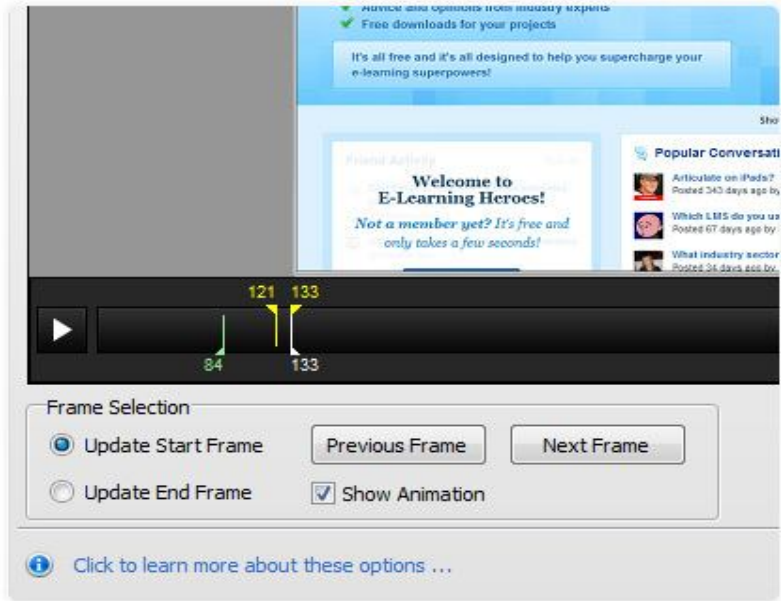 Advice and opinions from industry experts
Free downloads for your projects
It's all free and it's all designed to help you supercharge your
e-learning superpowers!
Sho
Friend Activity
Welcome to
E-Learning Heroes!
Not a member yet? It's free and
only takes a few seconds!
Popular Conversati
Articulate on iPads?
Posted 343 days ago by
Which LMS do you us
Posted 67 days ago by
What industry sector
Posted 34 days ago by
121 133
84 133
Frame Selection
Update Start Frame
Previous Frame
Next Frame
Update End Frame
Show Animation
Click to learn more about these options ...